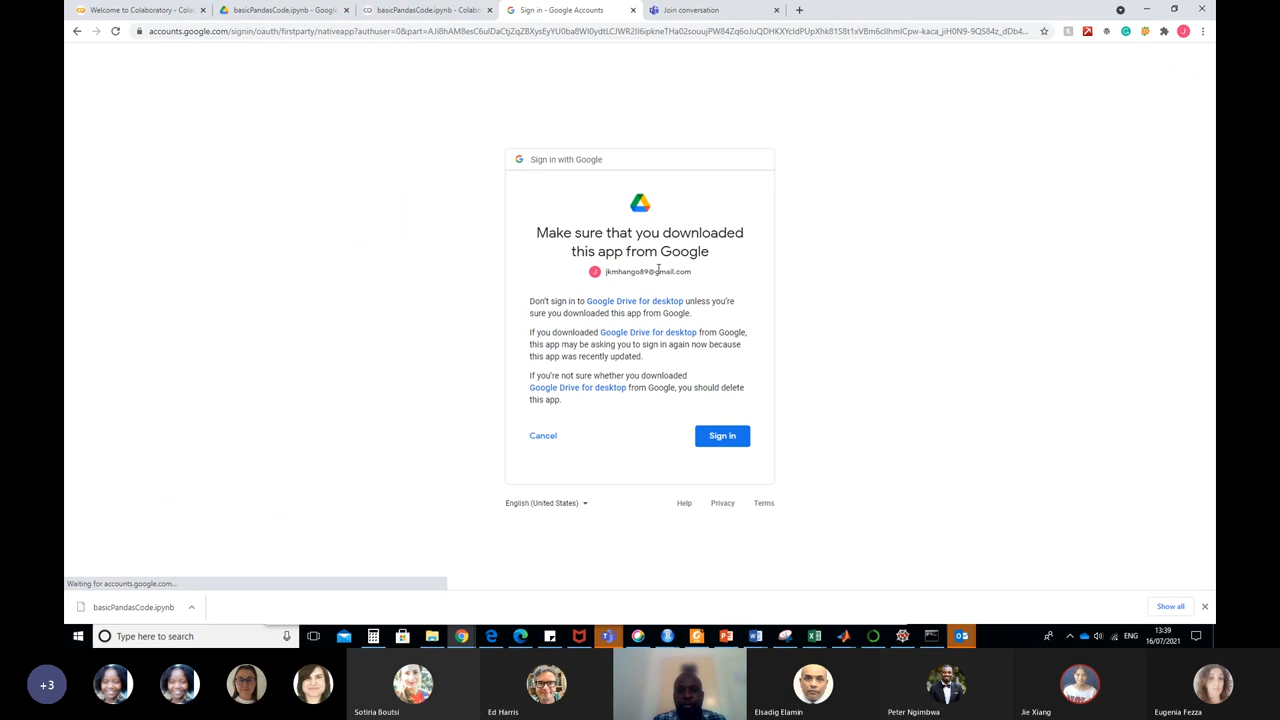 Welcome to Colaboratory - Cola
basicPandasCode.ipynb - Google
basicPandasCode.ipynb - Colabo
Sign in - Google Accounts
Join conversation
Sign in with Google
Make sure that you downloaded
this app from Google
J
jkmhango89@gmail.com
Don't sign in to Google Drive for desktop unless you're
sure you downloaded this app from Google.
If you downloaded Google Drive for desktop from Google,
this app may be asking you to sign in again now because
this app was recently updated.
If you're not sure whether you downloaded
Google Drive for desktop from Google, you should delete
this app.
Cancel
Sign in
English (United States)
Help
Privacy
Terms
Waiting for accounts.google.com...
basicPandasCode.ipynb
Show all
Type here to search
ENG
13:39
16/07/2021
+3
Sotiria Boutsi
Ed Harris
Elsadig Elamin
Peter Ngimbwa
Jie Xiang
Eugenia Fezza